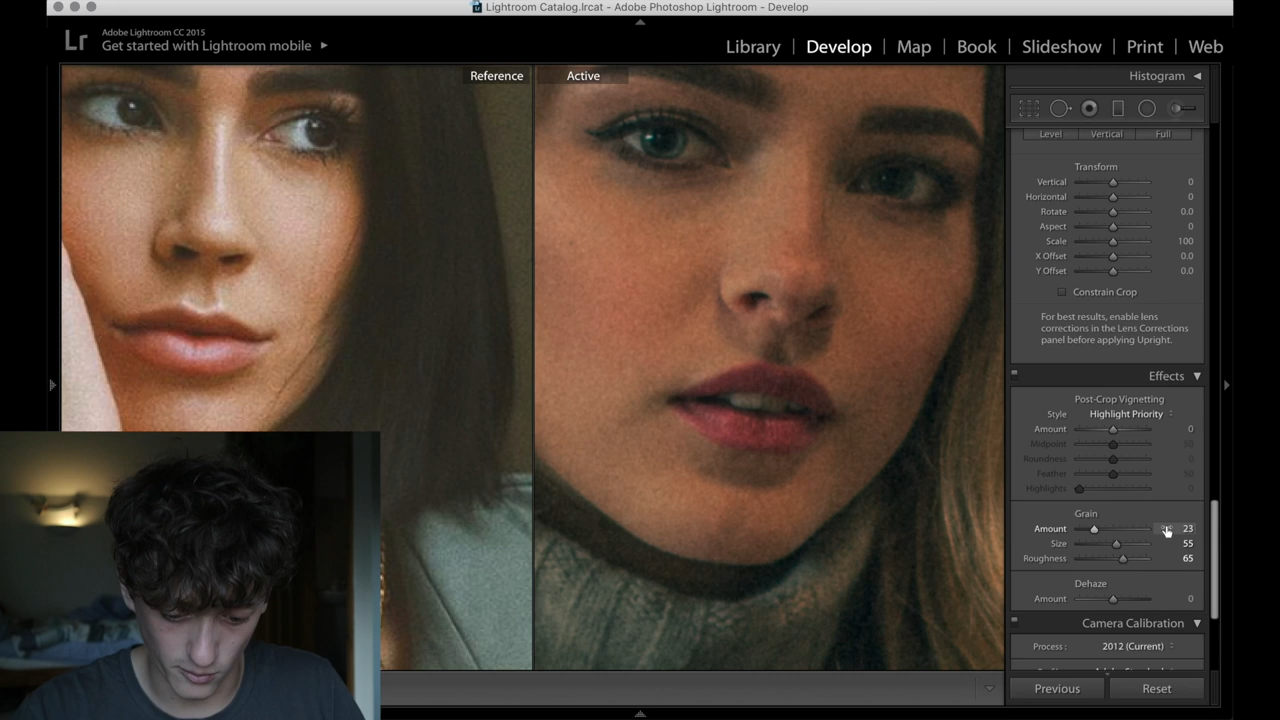 Lightroom Catalog.lrcat - Adobe Photoshop Lightroom - Develop
Lr
Adobe Lightroom CC 2015
Get started with Lightroom mobile
Library | Develop | Map | Book | Slideshow | Print | Web
Reference
Active
Histogram
Level Vertical Full
Transform
Vertical 0
Horizontal 0
Rotate 0.0
Aspect 0
Scale 100
X Offset 0.0
Y Offset 0.0
Constrain Crop
For best results, enable lens
corrections in the Lens Corrections
panel before applying Upright.
Effects
Post-Crop Vignetting
Style Highlight Priority
Amount 0
Midpoint 50
Roundness 0
Feather 50
Highlights 0
Grain
Amount 23
Size 55
Roughness 65
Dehaze
Amount 0
Camera Calibration
Process : 2012 (Current)
Previous Reset